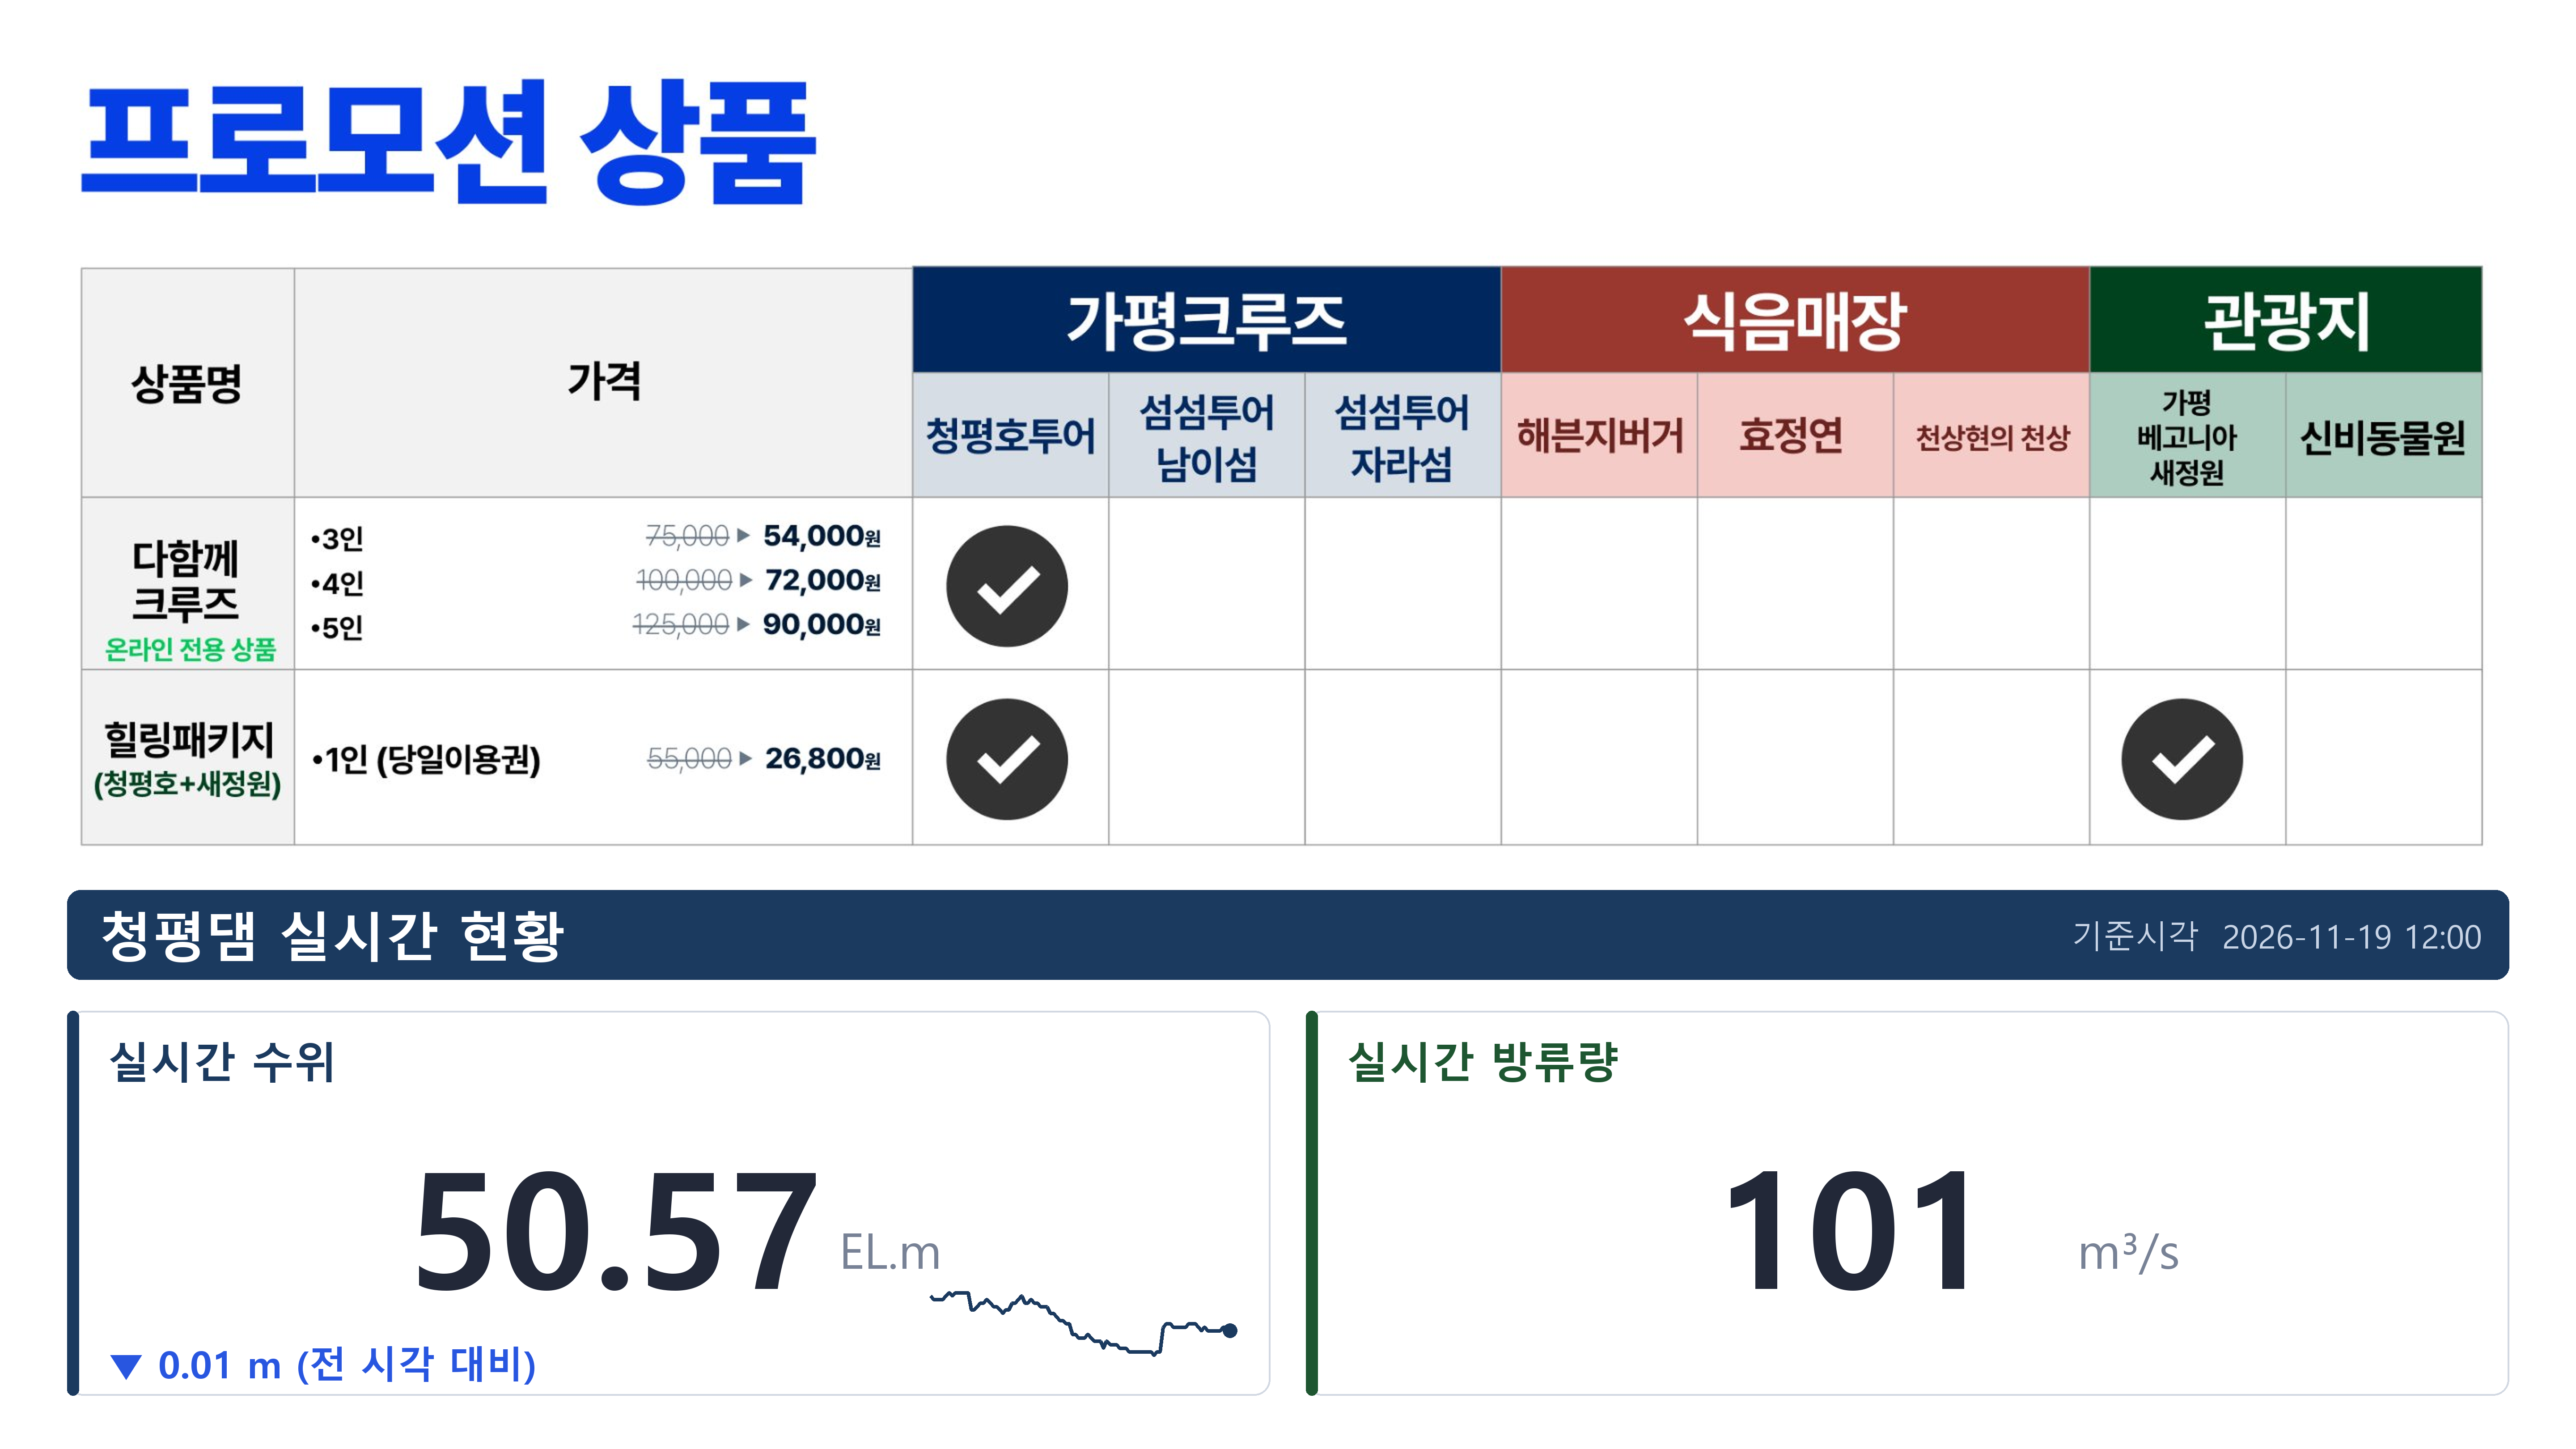 프로모션 상품
상품명
가격
가평크루즈
식음매장
관광지
청평호투어
섬섬투어
남이섬
섬섬투어
자라섬
해븐지버거
효정연
천상현의 천상
가평
베고니아
새정원
신비동물원
다함께
크루즈
온라인 전용 상품
•3인 75,000 ▶ 54,000원
•4인 100,000 ▶ 72,000원
•5인 125,000 ▶ 90,000원
힐링패키지
(청평호+새정원)
•1인 (당일이용권) 55,000 ▶ 26,800원
청평댐 실시간 현황
기준시각 2026-11-19 12:00
실시간 수위
50.57 EL.m
▼ 0.01 m (전 시각 대비)
실시간 방류량
101 m³/s